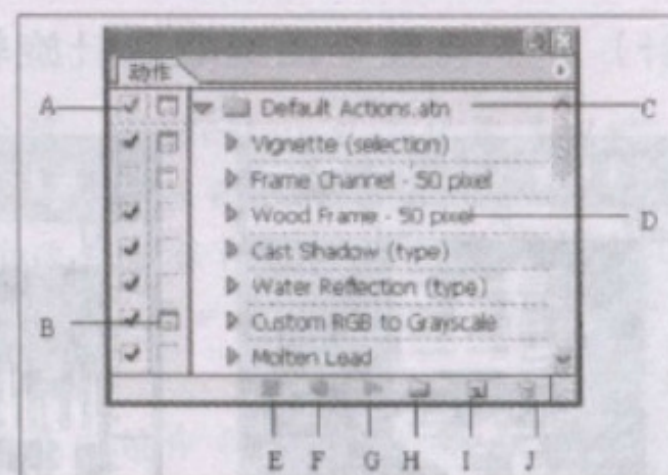 动作
A
Default Actions.atn
C
Vignette (selection)
Frame Channel - 50 pixel
Wood Frame - 50 pixel
D
Cast Shadow (type)
Water Reflection (type)
B
Custom RGB to Grayscale
Molten Lead
E F G H I J